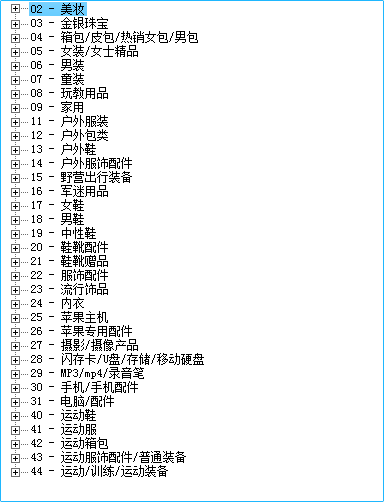 02 - 美妆
03 - 金银珠宝
04 - 箱包/皮包/热销女包/男包
05 - 女装/女士精品
06 - 男装
07 - 童装
08 - 玩教用品
09 - 家用
11 - 户外服装
12 - 户外包类
13 - 户外鞋
14 - 户外服饰配件
15 - 野营出行装备
16 - 军迷用品
17 - 女鞋
18 - 男鞋
19 - 中性鞋
20 - 鞋靴配件
21 - 鞋靴赠品
22 - 服饰配件
23 - 流行饰品
24 - 内衣
25 - 苹果主机
26 - 苹果专用配件
27 - 摄影/摄像产品
28 - 闪存卡/U盘/存储/移动硬盘
29 - MP3/mp4/录音笔
30 - 手机/手机配件
31 - 电脑/配件
40 - 运动鞋
41 - 运动服
42 - 运动箱包
43 - 运动服饰配件/普通装备
44 - 运动/训练/运动装备